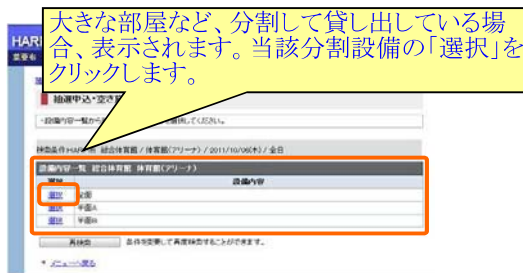 大きな部屋など、分割して貸し出している場
合、表示されます。当該分割設備の「選択」を
クリックします。
HAR
抽選申込・空き
検索条件 HAR 総合体育館 / 体育館(アリーナ) / 2011/10/06(木) / 全日
設備内容一覧 総合体育館 体育館(アリーナ)
選択 設備内容
選択 全面
選択 半面A
選択 半面B
再検索 条件を変更して再度検索することができます。
メニューへ戻る